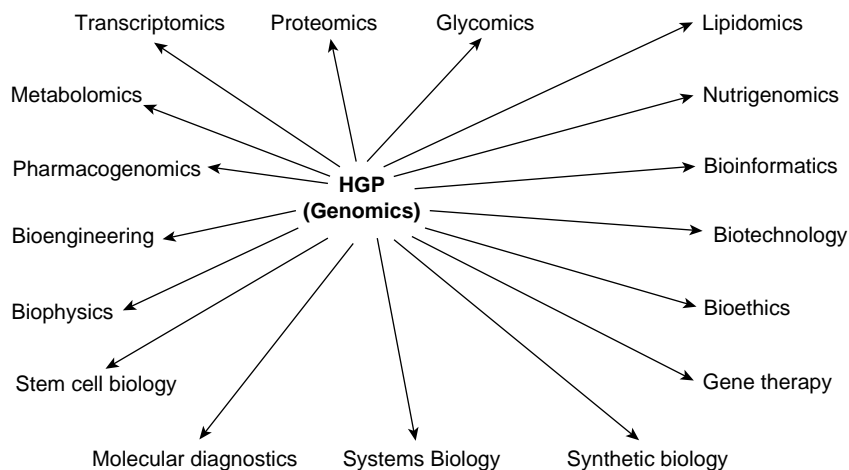 Transcriptomics
Proteomics
Glycomics
Lipidomics
Metabolomics
Nutrigenomics
Pharmacogenomics
HGP
(Genomics)
Bioinformatics
Bioengineering
Biotechnology
Biophysics
Bioethics
Stem cell biology
Gene therapy
Molecular diagnostics
Systems Biology
Synthetic biology